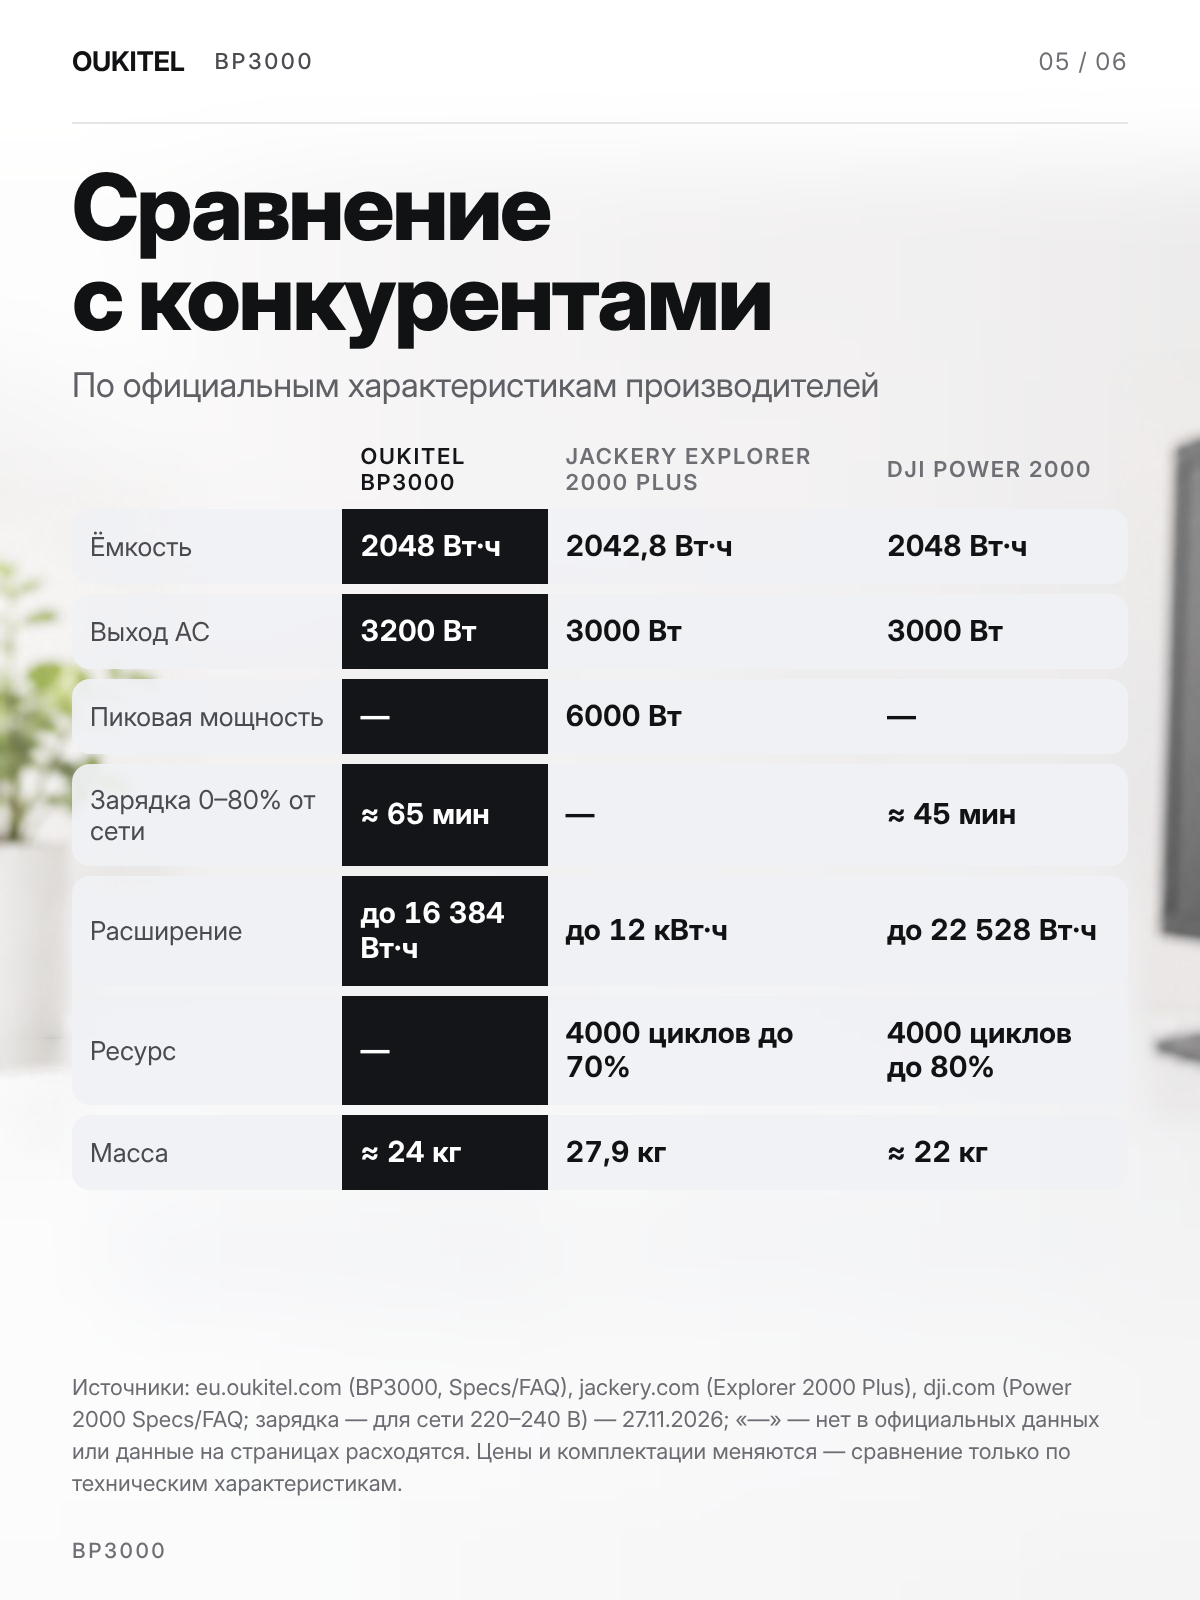 OUKITEL BP3000 05 / 06
Сравнение
с конкурентами
По официальным характеристикам производителей
OUKITEL BP3000 JACKERY EXPLORER 2000 PLUS DJI POWER 2000
Ёмкость 2048 Вт·ч 2042,8 Вт·ч 2048 Вт·ч
Выход AC 3200 Вт 3000 Вт 3000 Вт
Пиковая мощность — 6000 Вт —
Зарядка 0–80% от сети ≈ 65 мин — ≈ 45 мин
Расширение до 16 384 Вт·ч до 12 кВт·ч до 22 528 Вт·ч
Ресурс — 4000 циклов до 70% 4000 циклов до 80%
Масса ≈ 24 кг 27,9 кг ≈ 22 кг
Источники: eu.oukitel.com (BP3000, Specs/FAQ), jackery.com (Explorer 2000 Plus), dji.com (Power
2000 Specs/FAQ; зарядка — для сети 220–240 В) — 27.11.2026; «—» — нет в официальных данных
или данные на страницах расходятся. Цены и комплектации меняются — сравнение только по
техническим характеристикам.
BP3000